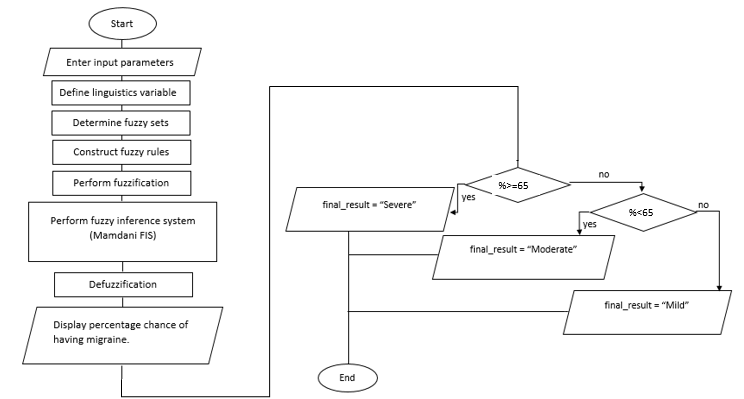 Start
Enter input parameters
Define linguistics variable
Determine fuzzy sets
Construct fuzzy rules
Perform fuzzification
Perform fuzzy inference system
(Mamdani FIS)
Defuzzification
Display percentage chance of
having migraine.
%>=65
yes
no
final_result = “Severe”
%<65
yes
no
final_result = “Moderate”
final_result = “Mild”
End